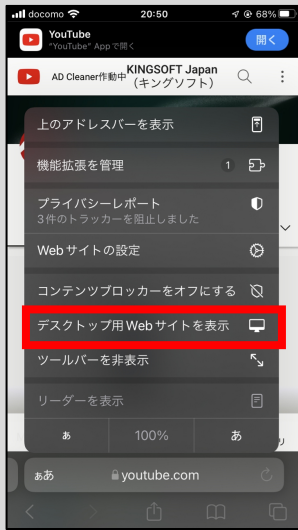 docomo 20:50 68%
YouTube
"YouTube" Appで開く
開く
AD Cleaner作動中 KINGSOFT Japan
(キングソフト)
上のアドレスバーを表示
機能拡張を管理 1
プライバシーレポート
3件のトラッカーを阻止しました
Webサイトの設定
コンテンツブロッカーをオフにする
デスクトップ用Webサイトを表示
ツールバーを非表示
リーダーを表示
あ 100% あ
り
ああ youtube.com